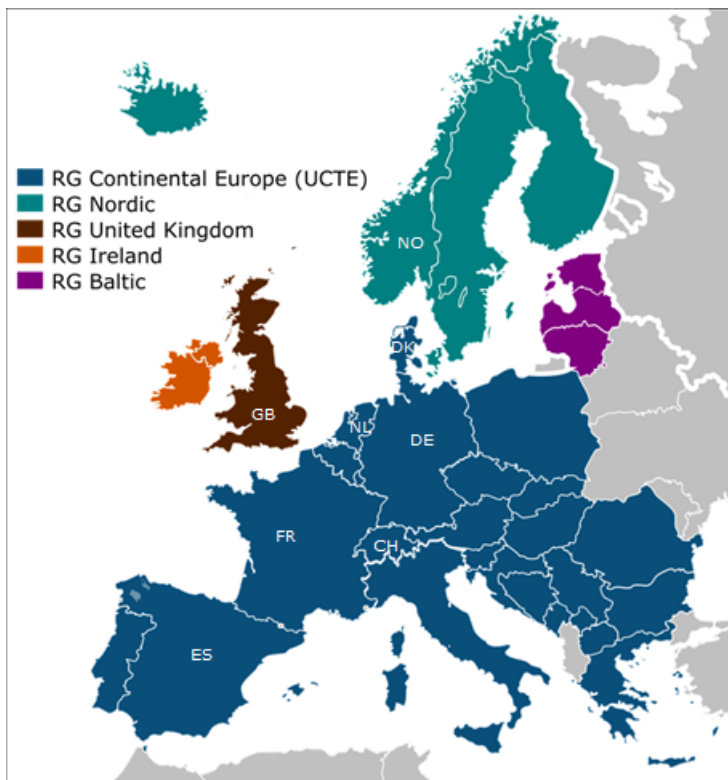 RG Continental Europe (UCTE)
RG Nordic
RG United Kingdom
RG Ireland
RG Baltic
NO
DK
GB
NL
DE
FR
CH
ES